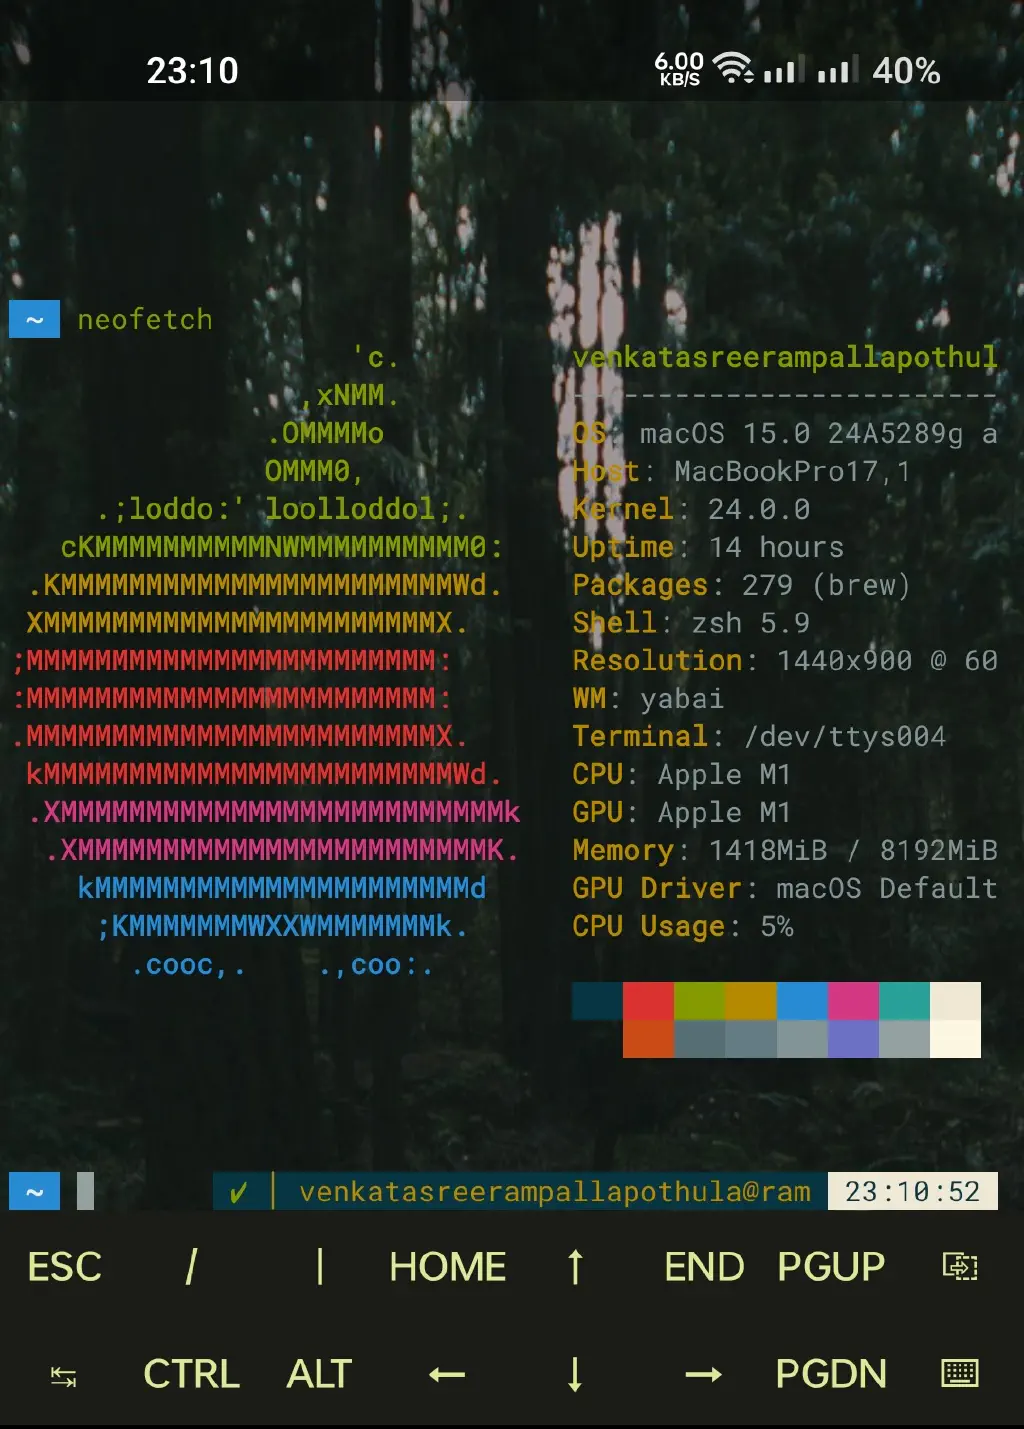 23:10
6.00 KB/S
40%
~ neofetch
'c.
,xNMM.
.OMMMMo
OMMM0,
.;loddo:' loolloddol;.
cKMMMMMMMMMMNWMMMMMMMMMM0:
.KMMMMMMMMMMMMMMMMMMMMMMMWd.
XMMMMMMMMMMMMMMMMMMMMMMMX.
;MMMMMMMMMMMMMMMMMMMMMMMM:
:MMMMMMMMMMMMMMMMMMMMMMMM:
.MMMMMMMMMMMMMMMMMMMMMMMMX.
kMMMMMMMMMMMMMMMMMMMMMMMMWd.
.XMMMMMMMMMMMMMMMMMMMMMMMMMMk
.XMMMMMMMMMMMMMMMMMMMMMMMMK.
kMMMMMMMMMMMMMMMMMMMMMMd
;KMMMMMMMWXXWMMMMMMMk.
.cooc,. .,coo:.
venkatasreerampallapothul
-------------------------
OS: macOS 15.0 24A5289g a
Host: MacBookPro17,1
Kernel: 24.0.0
Uptime: 14 hours
Packages: 279 (brew)
Shell: zsh 5.9
Resolution: 1440x900 @ 60
WM: yabai
Terminal: /dev/ttys004
CPU: Apple M1
GPU: Apple M1
Memory: 1418MiB / 8192MiB
GPU Driver: macOS Default
CPU Usage: 5%
~ ✓ │ venkatasreerampallapothula@ram 23:10:52
ESC / | HOME ↑ END PGUP
CTRL ALT ← ↓ → PGDN